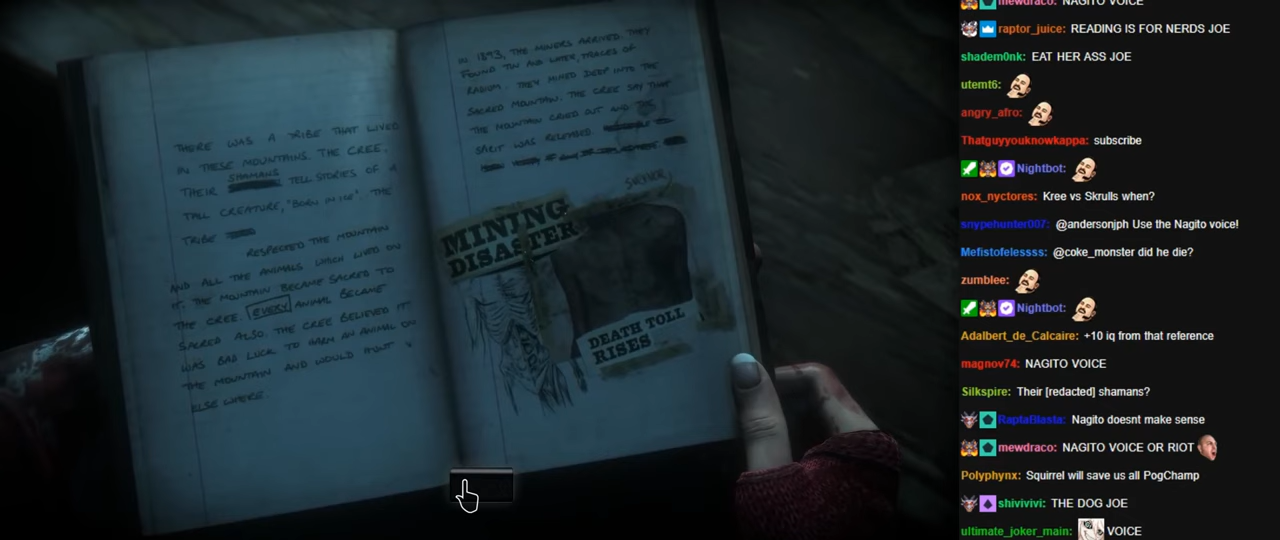 THERE WAS A TRIBE THAT LIVED
IN THESE MOUNTAINS. THE CREE.
THEIR SHAMANS TELL STORIES OF A
TALL CREATURE, "BORN IN ICE". THE
TRIBE
RESPECTED THE MOUNTAIN
AND ALL THE ANIMALS WHICH LIVED ON
IT. THE MOUNTAIN BECAME SACRED TO
THE CREE. EVERY ANIMAL BECAME
SACRED ALSO. THE CREE BELIEVED IT
WAS BAD LUCK TO HARM AN ANIMAL ON
THE MOUNTAIN AND WOULD HUNT
ELSE WHERE
IN 1893, THE MINERS ARRIVED THEY
FOUND TIN AND LATER, TRACES OF
RADIUM. THEY MINED DEEP INTO THE
SACRED MOUNTAIN. THE CREE SAY THAT
THE MOUNTAIN CRIED OUT AND THE
SPIRIT WAS RELEASED.
MINING
DISASTER
DEATH TOLL
RISES
mewdraco: NAGITO VOICE
raptor_juice: READING IS FOR NERDS JOE
shadem0nk: EAT HER ASS JOE
utemt6:
angry_afro:
Thatguyyouknowkappa: subscribe
Nightbot:
nox_nyctores: Kree vs Skrulls when?
snypehunter007: @andersonjph Use the Nagito voice!
Mefistofelessss: @coke_monster did he die?
zumblee:
Nightbot:
Adalbert_de_Calcaire: +10 iq from that reference
magnov74: NAGITO VOICE
Silkspire: Their [redacted] shamans?
RaptaBlasta: Nagito doesnt make sense
mewdraco: NAGITO VOICE OR RIOT
Polyphynx: Squirrel will save us all PogChamp
shivivivi: THE DOG JOE
ultimate_joker_main: VOICE